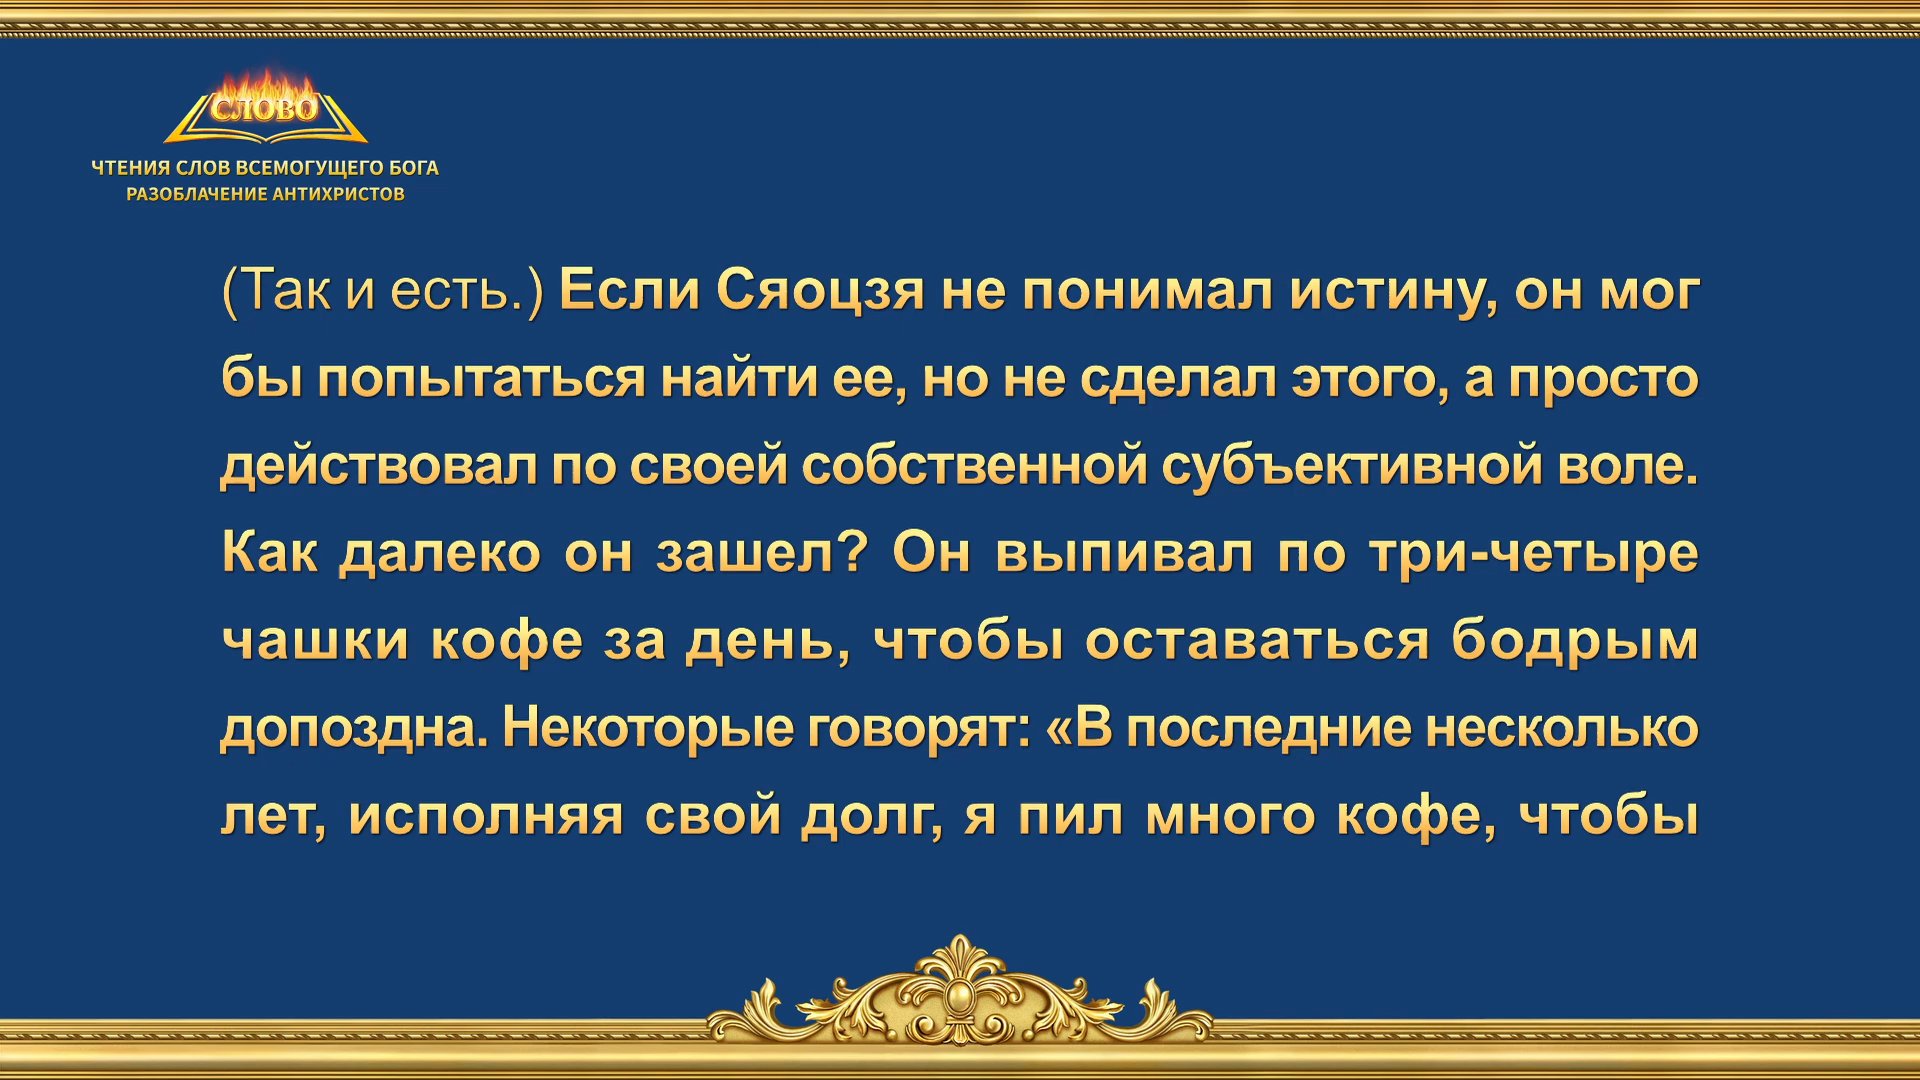 СЛОВО
ЧТЕНИЯ СЛОВ ВСЕМОГУЩЕГО БОГА
РАЗОБЛАЧЕНИЕ АНТИХРИСТОВ
(Так и есть.) Если Сяоцзя не понимал истину, он мог
бы попытаться найти ее, но не сделал этого, а просто
действовал по своей собственной субъективной воле.
Как далеко он зашел? Он выпивал по три-четыре
чашки кофе за день, чтобы оставаться бодрым
допоздна. Некоторые говорят: «В последние несколько
лет, исполняя свой долг, я пил много кофе, чтобы